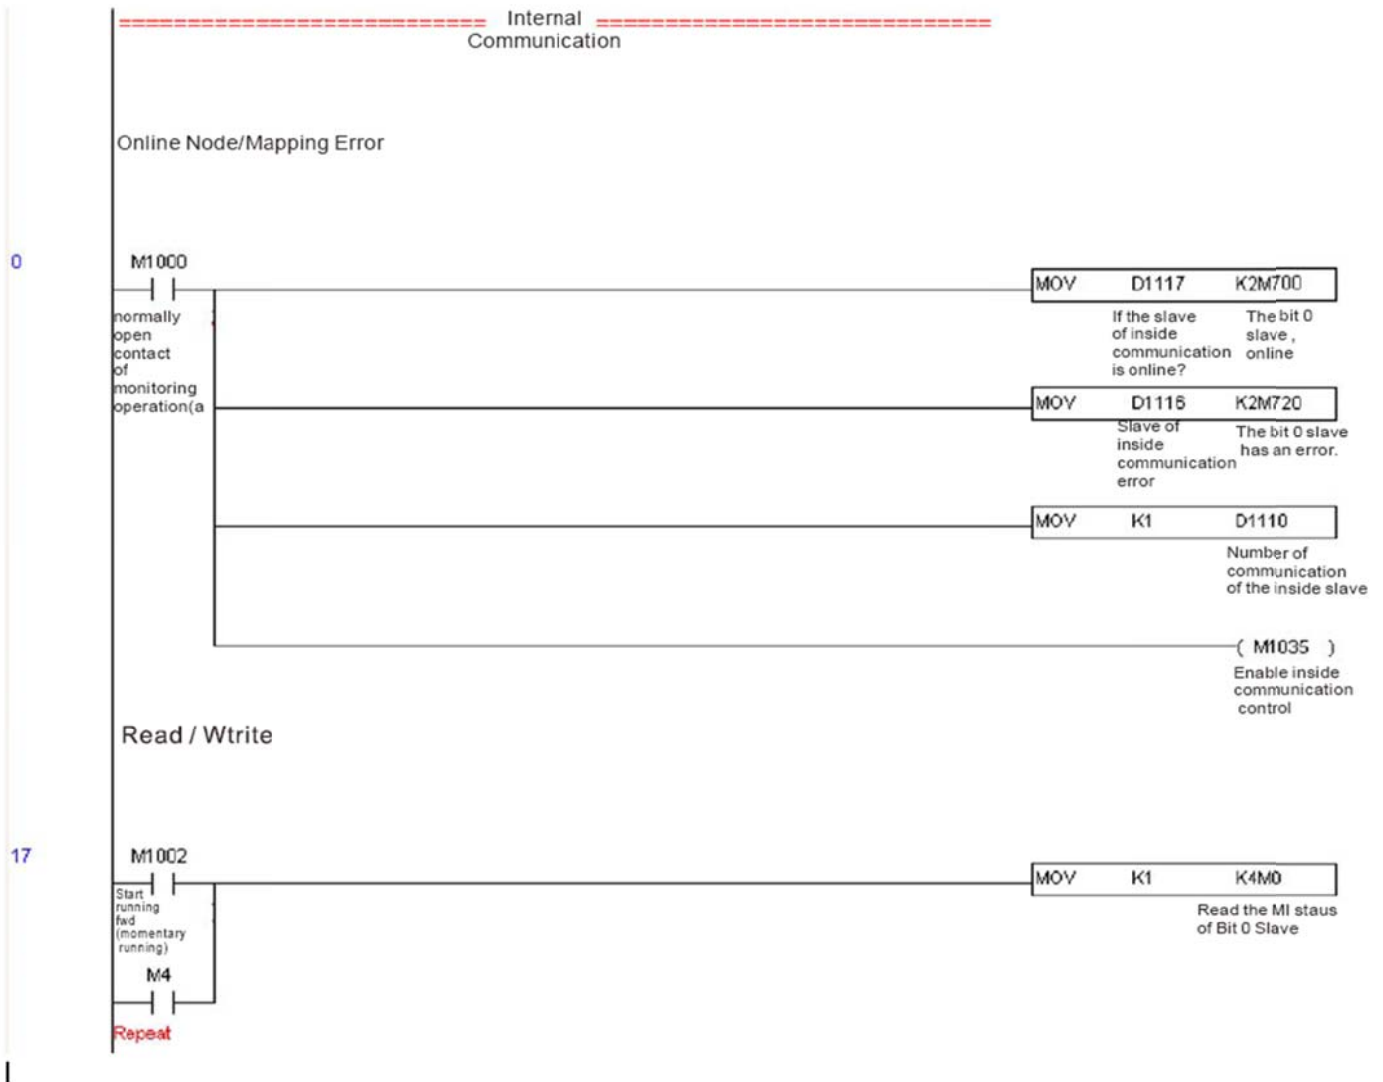 ========================== Internal ============================
Communication
Online Node/Mapping Error
0
M1000
MOV D1117 K2M700
normally
open
contact
of
monitoring
operation(a
If the slave
of inside
communication
is online?
The bit 0
slave ,
online
MOV D1116 K2M720
Slave of
inside
communication
error
The bit 0 slave
has an error.
MOV K1 D1110
Number of
communication
of the inside slave
( M1035 )
Enable inside
communication
control
Read / Wtrite
17
M1002
MOV K1 K4M0
Start
running
fwd
(momentary
running)
Read the MI staus
of Bit 0 Slave
M4
Repeat